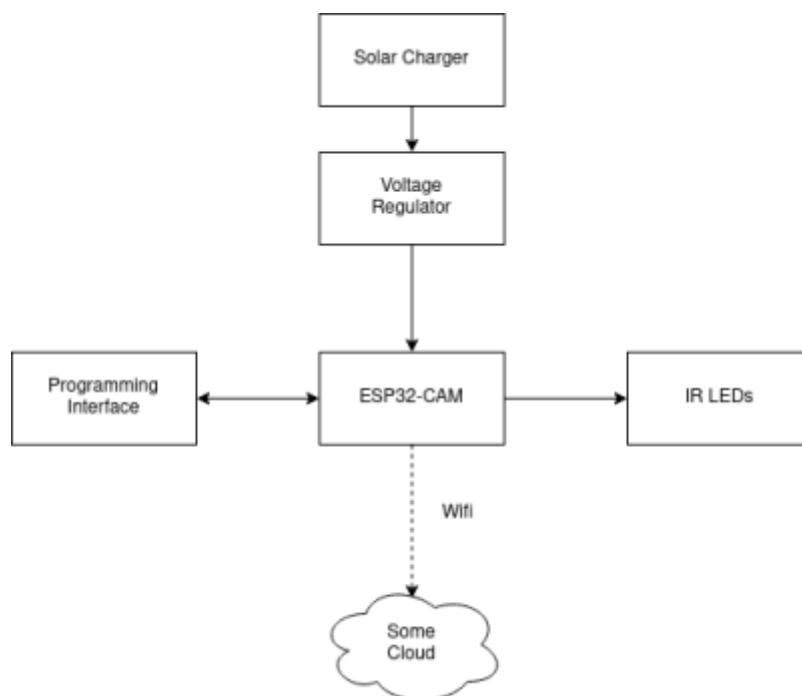 Solar Charger
Voltage
Regulator
Programming
Interface
ESP32-CAM
IR LEDs
Wifi
Some
Cloud